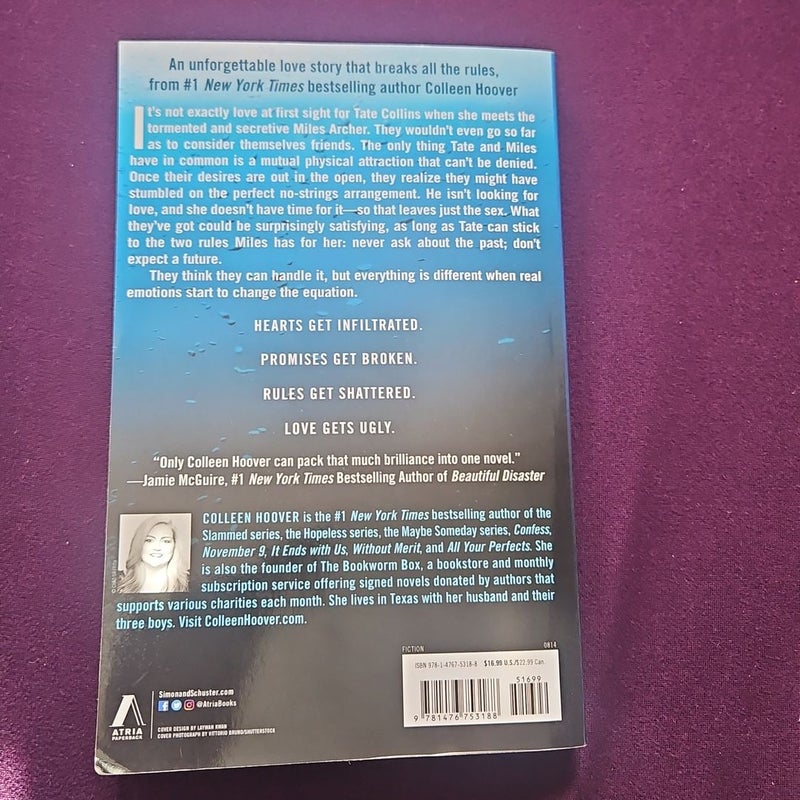 An unforgettable love story that breaks all the rules,
from #1 New York Times bestselling author Colleen Hoover
It's not exactly love at first sight for Tate Collins when she meets the
tormented and secretive Miles Archer. They wouldn't even go so far
as to consider themselves friends. The only thing Tate and Miles
have in common is a mutual physical attraction that can't be denied.
Once their desires are out in the open, they realize they might have
stumbled on the perfect no-strings arrangement. He isn't looking for
love, and she doesn't have time for it—so that leaves just the sex. What
they've got could be surprisingly satisfying, as long as Tate can stick
to the two rules Miles has for her: never ask about the past; don't
expect a future.
They think they can handle it, but everything is different when real
emotions start to change the equation.
HEARTS GET INFILTRATED.
PROMISES GET BROKEN.
RULES GET SHATTERED.
LOVE GETS UGLY.
"Only Colleen Hoover can pack that much brilliance into one novel."
—Jamie McGuire, #1 New York Times Bestselling Author of Beautiful Disaster
COLLEEN HOOVER is the #1 New York Times bestselling author of the
Slammed series, the Hopeless series, the Maybe Someday series, Confess,
November 9, It Ends with Us, Without Merit, and All Your Perfects. She
is also the founder of The Bookworm Box, a bookstore and monthly
subscription service offering signed novels donated by authors that
supports various charities each month. She lives in Texas with her husband and their
three boys. Visit ColleenHoover.com.
FICTION 0814
ISBN 978-1-4767-5318-8 $16.99 U.S./$22.99 Can.
51699
9 781476 753188
SimonandSchuster.com
@AtriaBooks
ATRIA
PAPERBACK
COVER DESIGN BY LAYWAN KWAN
COVER PHOTOGRAPH BY VITTORIO BRUNO/SHUTTERSTOCK